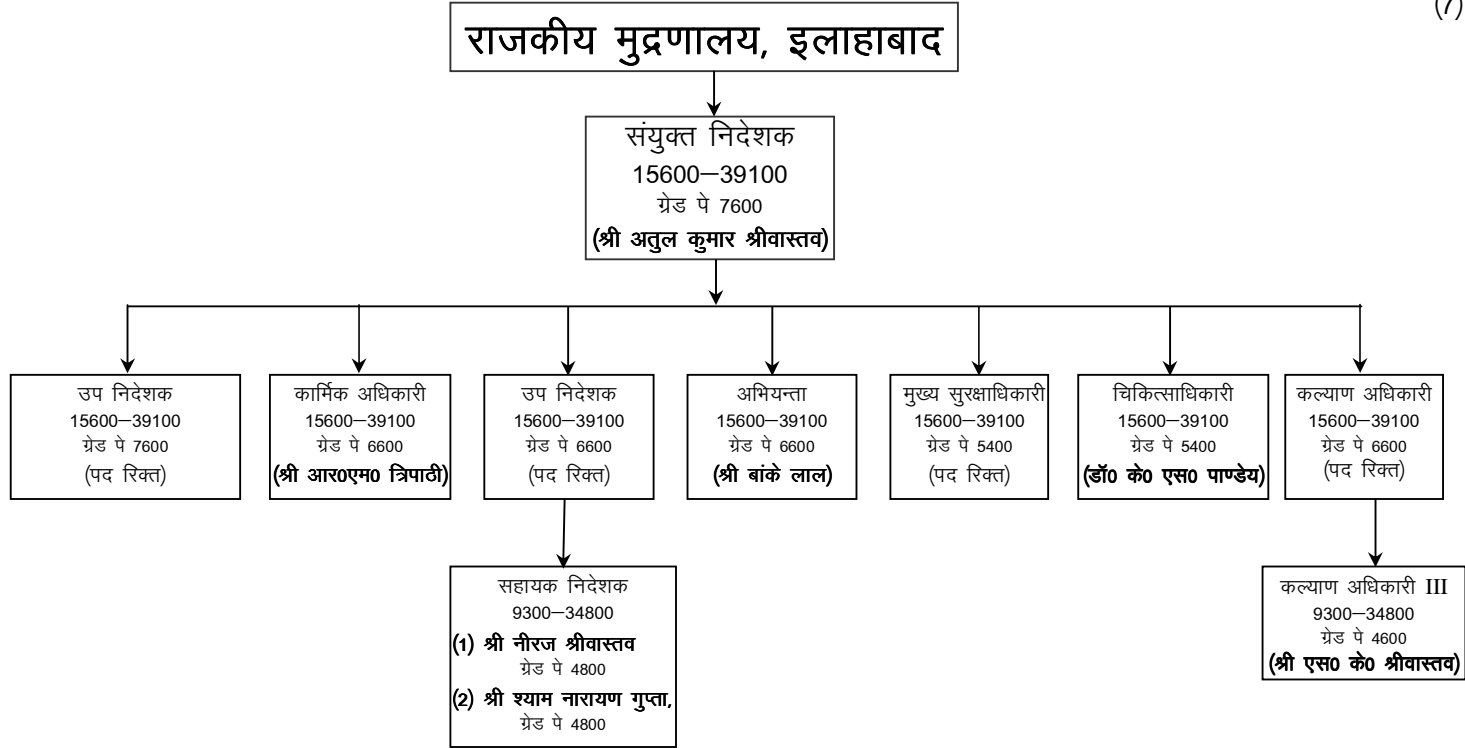 (7)
राजकीय मुद्रणालय, इलाहाबाद
संयुक्त निदेशक
15600–39100
ग्रेड पे 7600
(श्री अतुल कुमार श्रीवास्तव)
उप निदेशक
15600–39100
ग्रेड पे 7600
(पद रिक्त)
कार्मिक अधिकारी
15600–39100
ग्रेड पे 6600
(श्री आर0एम0 त्रिपाठी)
उप निदेशक
15600–39100
ग्रेड पे 6600
(पद रिक्त)
अभियन्ता
15600–39100
ग्रेड पे 6600
(श्री बांके लाल)
मुख्य सुरक्षाधिकारी
15600–39100
ग्रेड पे 5400
(पद रिक्त)
चिकित्साधिकारी
15600–39100
ग्रेड पे 5400
(डॉ0 के0 एस0 पाण्डेय)
कल्याण अधिकारी
15600–39100
ग्रेड पे 6600
(पद रिक्त)
सहायक निदेशक
9300–34800
(1) श्री नीरज श्रीवास्तव
ग्रेड पे 4800
(2) श्री श्याम नारायण गुप्ता,
ग्रेड पे 4800
कल्याण अधिकारी III
9300–34800
ग्रेड पे 4600
(श्री एस0 के0 श्रीवास्तव)